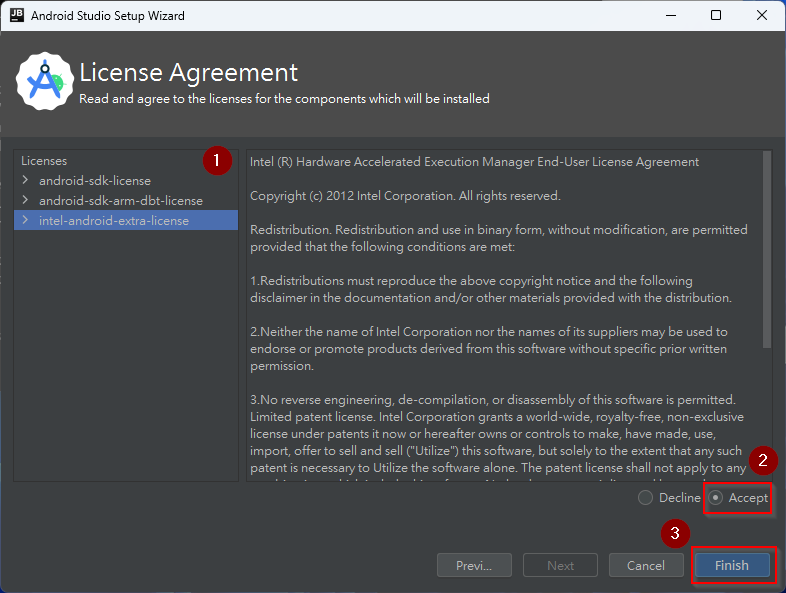 JB
Android Studio Setup Wizard
License Agreement
Read and agree to the licenses for the components which will be installed
Licenses
1
android-sdk-license
android-sdk-arm-dbt-license
intel-android-extra-license
Intel (R) Hardware Accelerated Execution Manager End-User License Agreement
Copyright (c) 2012 Intel Corporation. All rights reserved.
Redistribution. Redistribution and use in binary form, without modification, are permitted
provided that the following conditions are met:
1.Redistributions must reproduce the above copyright notice and the following
disclaimer in the documentation and/or other materials provided with the distribution.
2.Neither the name of Intel Corporation nor the names of its suppliers may be used to
endorse or promote products derived from this software without specific prior written
permission.
3.No reverse engineering, de-compilation, or disassembly of this software is permitted.
Limited patent license. Intel Corporation grants a world-wide, royalty-free, non-exclusive
license under patents it now or hereafter owns or controls to make, have made, use,
import, offer to sell and sell ("Utilize") this software, but solely to the extent that any such
patent is necessary to Utilize the software alone. The patent license shall not apply to any
2
Decline Accept
3
Previ... Next Cancel Finish